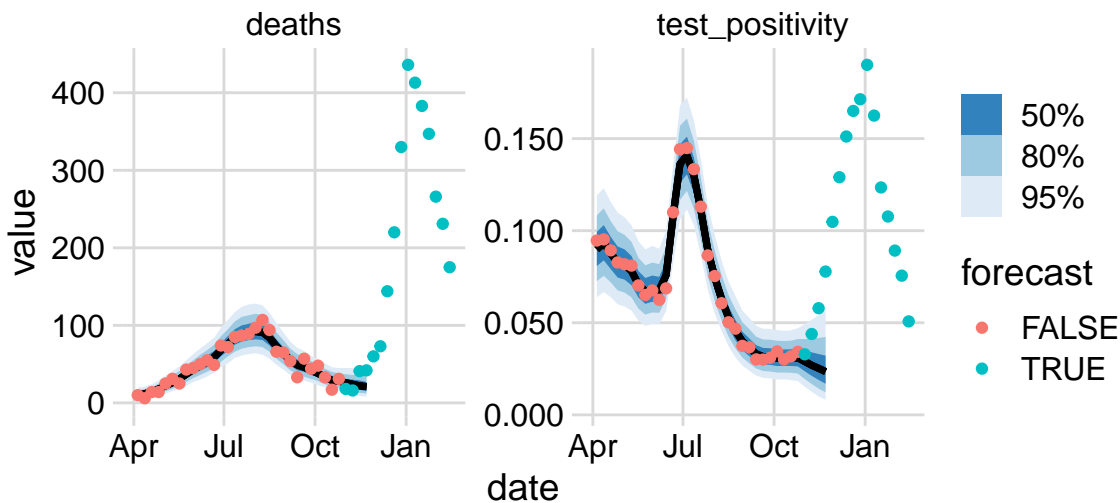 deaths
test_positivity
value
400
300
200
100
0
0.150
0.100
0.050
0.000
Apr Jul Oct Jan
Apr Jul Oct Jan
date
50%
80%
95%
forecast
FALSE
TRUE